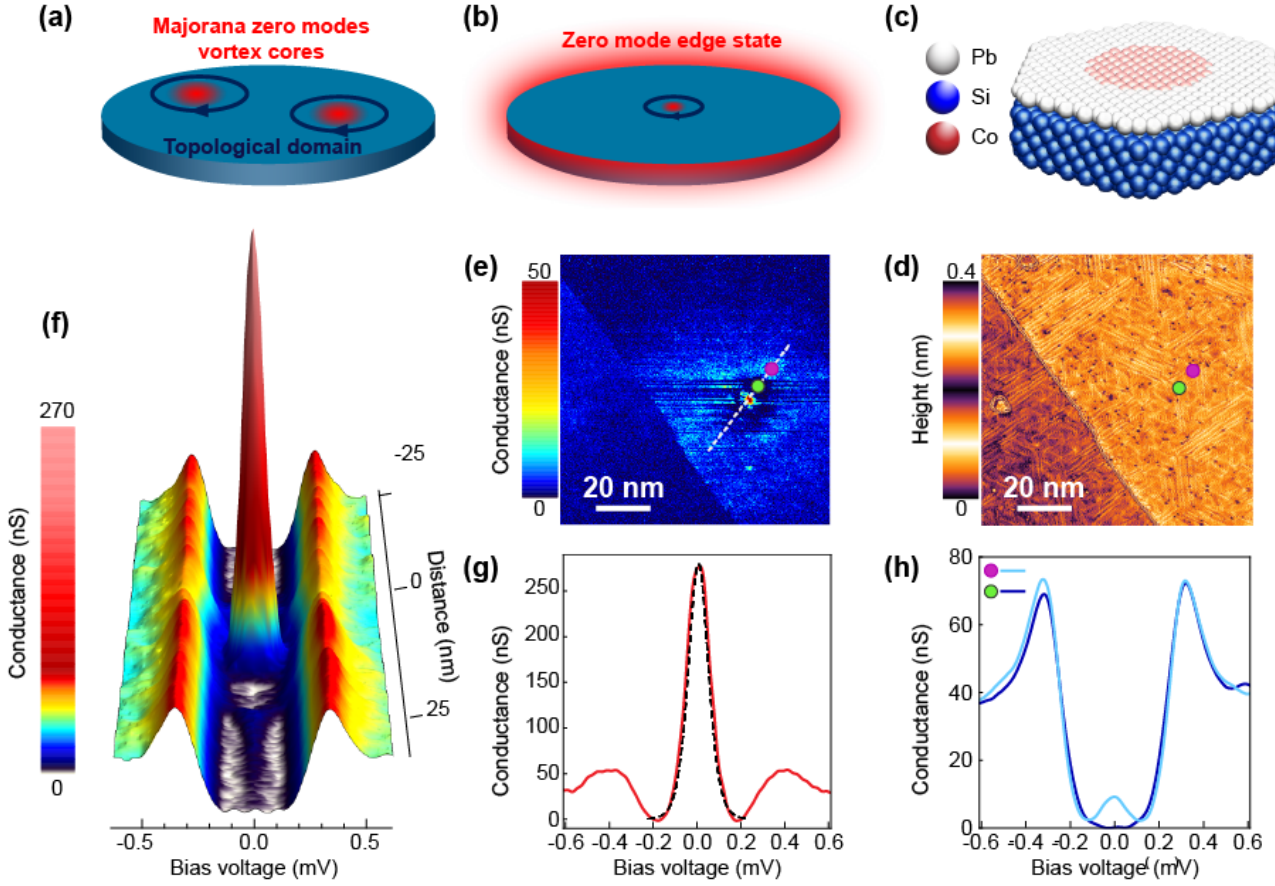 (a)
Majorana zero modes
vortex cores
Topological domain
(b)
Zero mode edge state
(c)
Pb
Si
Co
(f)
Conductance (nS)
270
0
-25
0
25
Distance (nm)
-0.5
0.0
0.5
Bias voltage (mV)
(e)
Conductance (nS)
50
0
20 nm
(d)
Height (nm)
0.4
0
20 nm
(g)
Conductance (nS)
250
200
150
100
50
0
-0.6 -0.4 -0.2 0.0 0.2 0.4 0.6
Bias voltage (mV)
(h)
Conductance (nS)
80
60
40
20
0
-0.6 -0.4 -0.2 0.0 0.2 0.4 0.6
Bias voltage (mV)